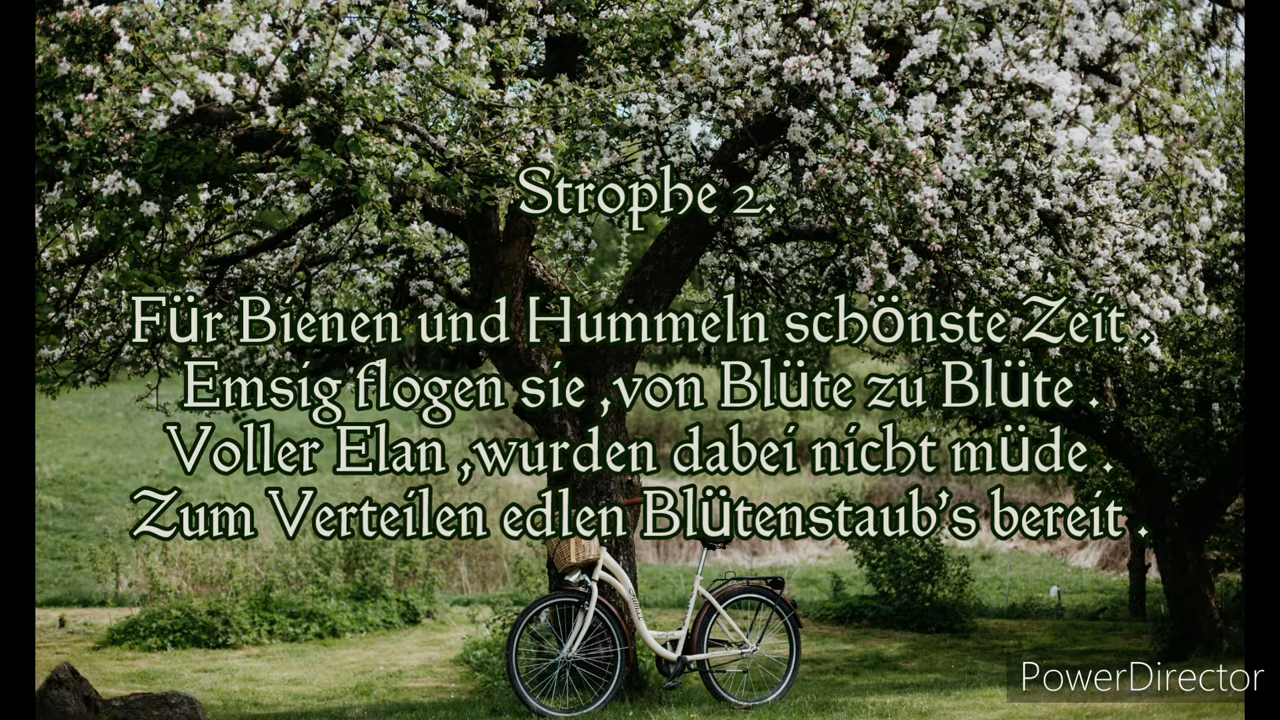 Strophe 2.
Für Bienen und Hummeln schönste Zeit .
Emsig flogen sie ,von Blüte zu Blüte .
Voller Elan ,wurden dabei nicht müde .
Zum Verteilen edlen Blütenstaub's bereit .
PowerDirector